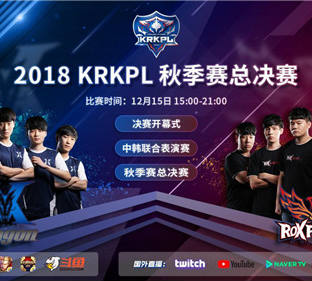 KRKPL
2018 KRKPL 秋季赛总决赛
比赛时间：12月15日 15:00-21:00
决赛开幕式
中韩联合表演赛
秋季赛总决赛
斗鱼
国外直播：
twitch
YouTube
NAVER TV